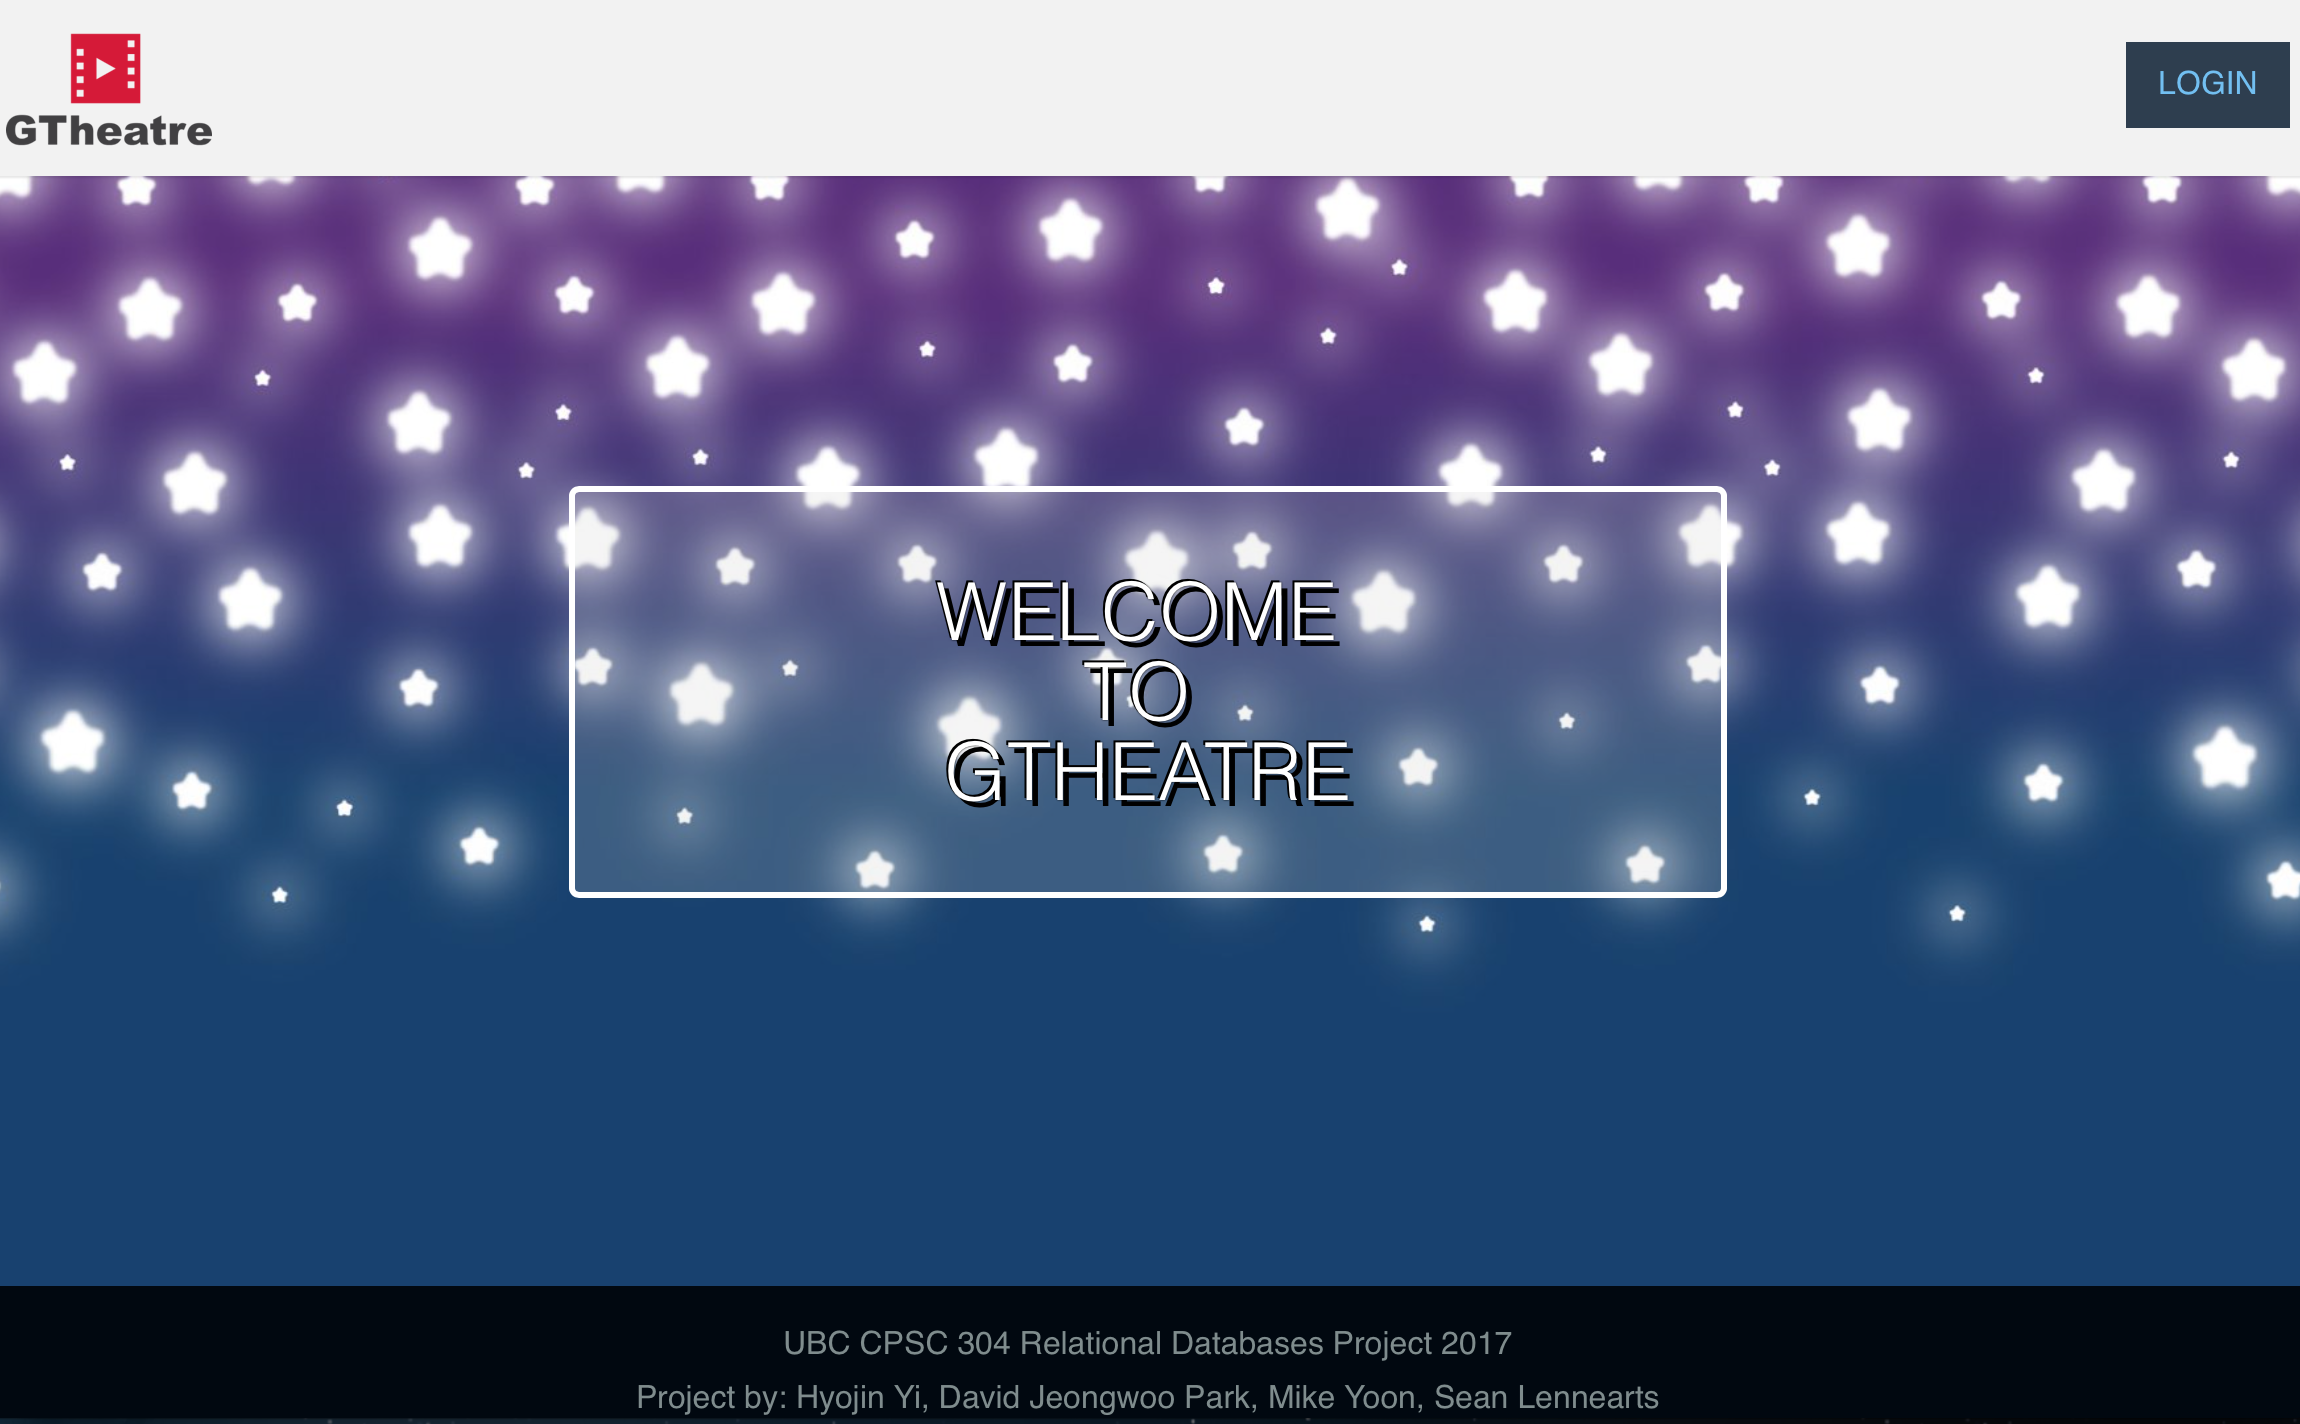 GTheatre
LOGIN
WELCOME
TO
GTHEATRE
UBC CPSC 304 Relational Databases Project 2017
Project by: Hyojin Yi, David Jeongwoo Park, Mike Yoon, Sean Lennearts